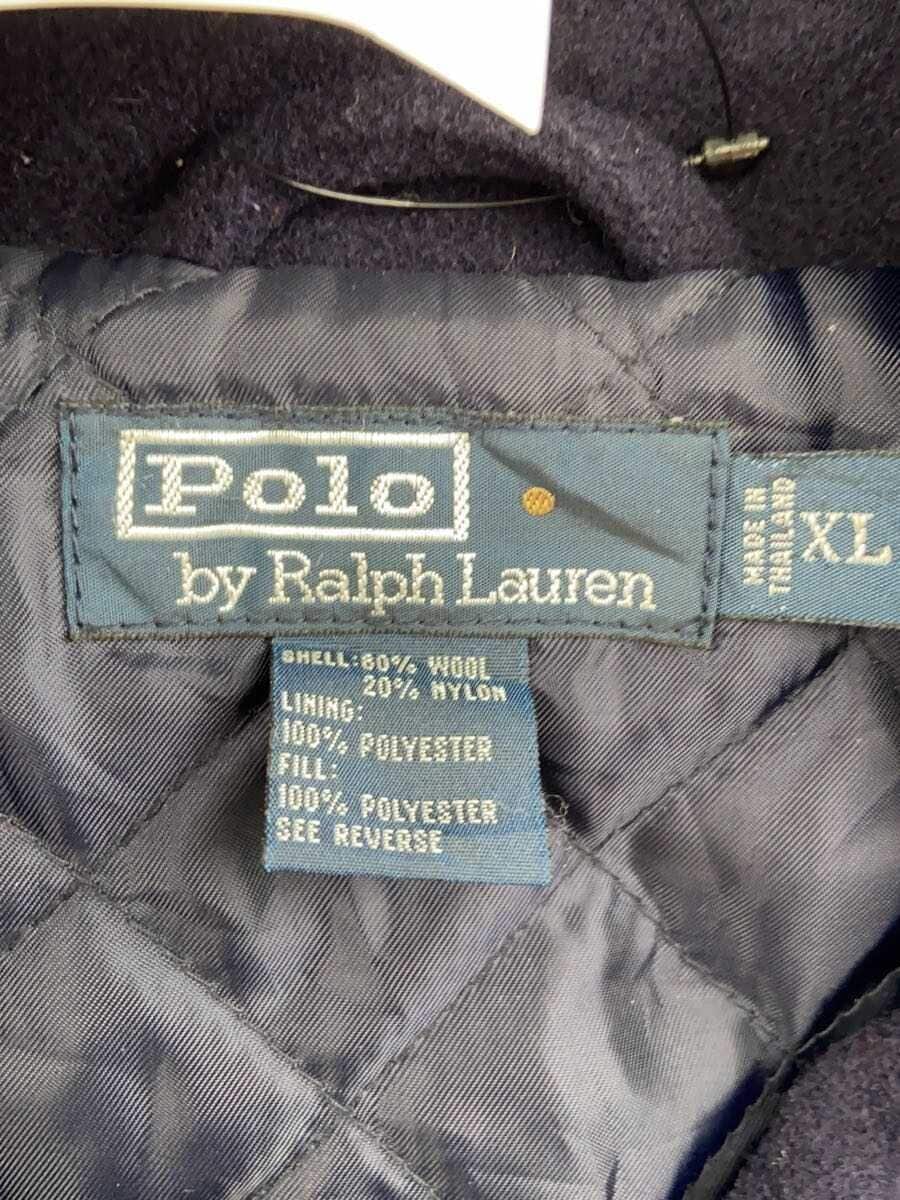 Polo
by Ralph Lauren
MADE IN
THAILAND
XL
SHELL: 80% WOOL
20% NYLON
LINING:
100% POLYESTER
FILL:
100% POLYESTER
SEE REVERSE